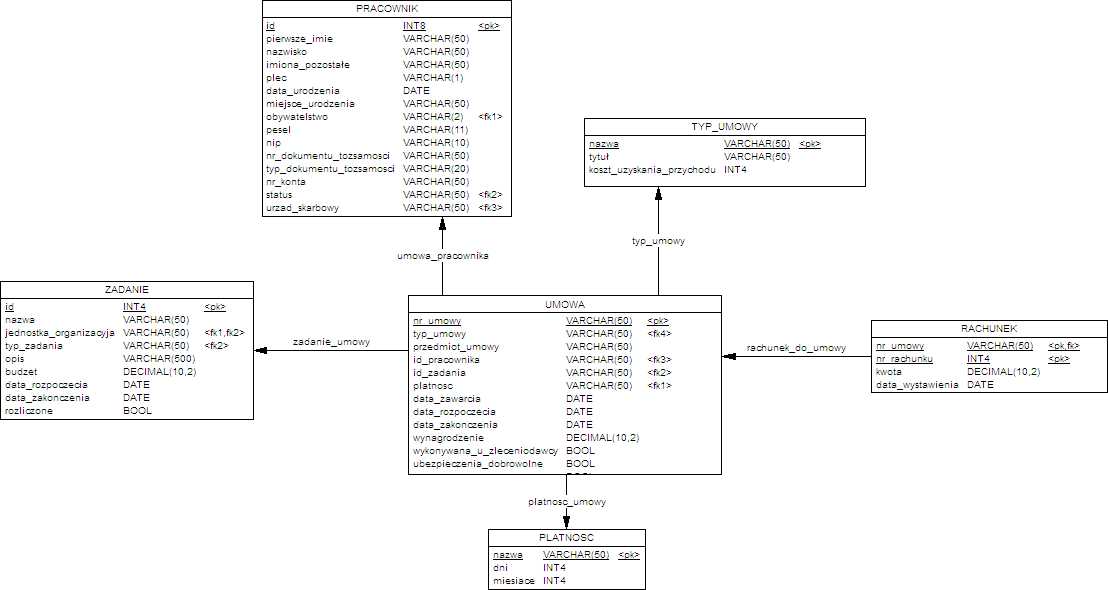 PRACOWNIK
id INT8 <pk>
pierwsze_imie VARCHAR(50)
nazwisko VARCHAR(50)
imiona_pozostałe VARCHAR(50)
plec VARCHAR(1)
data_urodzenia DATE
miejsce_urodzenia VARCHAR(50)
obywatelstwo VARCHAR(2) <fk1>
pesel VARCHAR(11)
nip VARCHAR(10)
nr_dokumentu_tozsamosci VARCHAR(50)
typ_dokumentu_tozsamosci VARCHAR(20)
nr_konta VARCHAR(50)
status VARCHAR(50) <fk2>
urzad_skarbowy VARCHAR(50) <fk3>
TYP_UMOWY
nazwa VARCHAR(50) <pk>
tytuł VARCHAR(50)
koszt_uzyskania_przychodu INT4
umowa_pracownika
typ_umowy
ZADANIE
id INT4 <pk>
nazwa VARCHAR(50)
jednostka_organizacyja VARCHAR(50) <fk1,fk2>
typ_zadania VARCHAR(50) <fk2>
opis VARCHAR(500)
budzet DECIMAL(10,2)
data_rozpoczecia DATE
data_zakonczenia DATE
rozliczone BOOL
zadanie_umowy
UMOWA
nr_umowy VARCHAR(50) <pk>
typ_umowy VARCHAR(50) <fk4>
przedmiot_umowy VARCHAR(50)
id_pracownika VARCHAR(50) <fk3>
id_zadania VARCHAR(50) <fk2>
platnosc VARCHAR(50) <fk1>
data_zawarcia DATE
data_rozpoczecia DATE
data_zakonczenia DATE
wynagrodzenie DECIMAL(10,2)
wykonywana_u_zleceniodawcy BOOL
ubezpieczenia_dobrowolne BOOL
rachunek_do_umowy
RACHUNEK
nr_umowy VARCHAR(50) <pk,fk>
nr_rachunku INT4 <pk>
kwota DECIMAL(10,2)
data_wystawienia DATE
platnosc_umowy
PLATNOSC
nazwa VARCHAR(50) <pk>
dni INT4
miesiace INT4